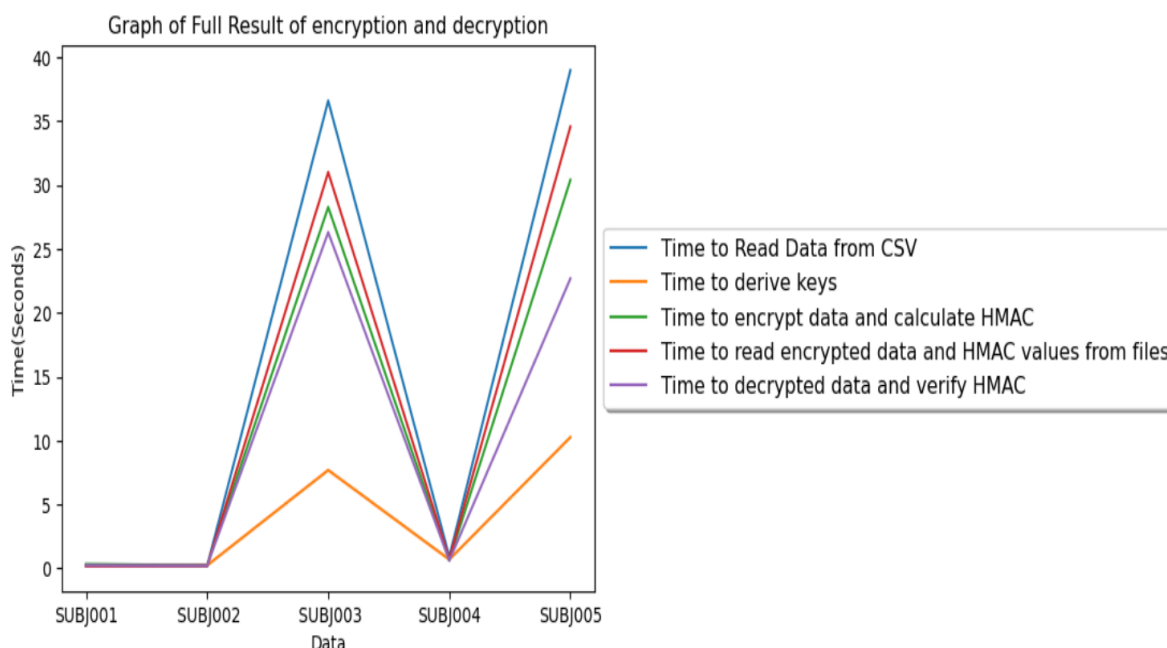 Graph of Full Result of encryption and decryption
40
35
30
25
20
15
10
5
0
Time(Seconds)
SUBJ001 SUBJ002 SUBJ003 SUBJ004 SUBJ005
Data
Time to Read Data from CSV
Time to derive keys
Time to encrypt data and calculate HMAC
Time to read encrypted data and HMAC values from files
Time to decrypted data and verify HMAC